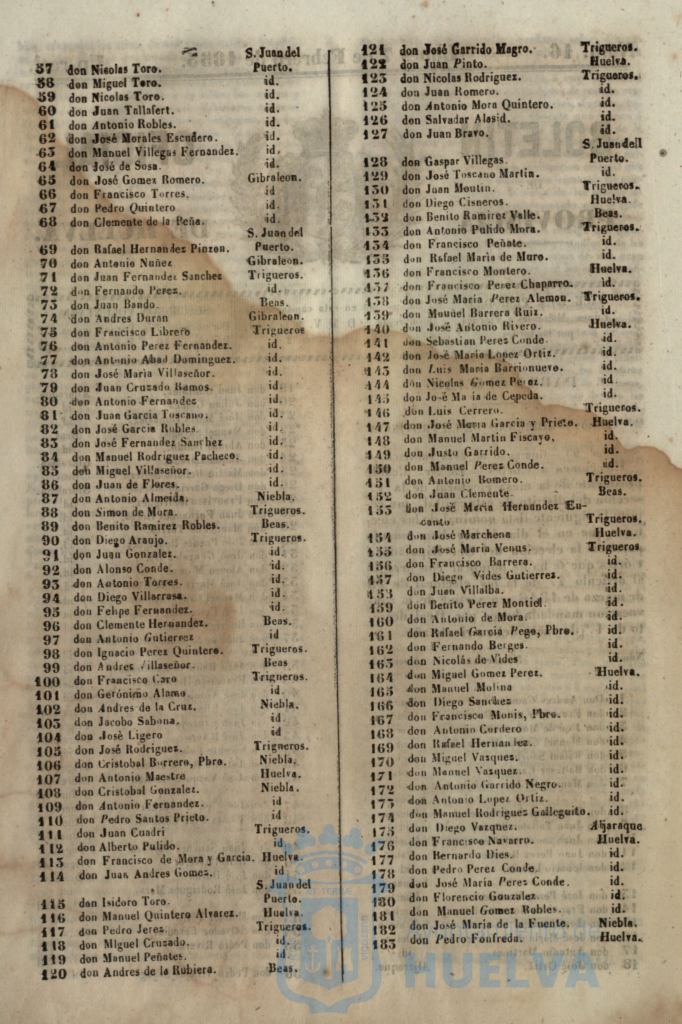 S. Juan del
57 don Nicolas Toro. Puerto.
58 don Miguel Toro. id.
59 don Nicolas Toro. id.
60 don Juan Tallafert. id.
61 don Antonio Robles. id.
62 don José Morales Escudero. id.
63 don Manuel Villegas Fernandez. id.
64 don José de Sosa. id.
65 don José Gomez Romero. Gibraleon.
66 don Francisco Torres. id.
67 don Pedro Quintero id.
68 don Clemente de la Peña. id.
S. Juan del
69 don Rafael Hernandez Pinzon. Puerto.
70 don Antonio Nuñez Gibraleon.
71 don Juan Fernandez Sanchez Trigueros.
72 don Fernando Perez. id.
73 don Juan Bando. Beas.
74 don Andres Duran Gibraleon.
75 don Francisco Librero Trigueros
76 don Antonio Perez Fernandez. id.
77 don Antonio Abad Dominguez. id.
78 don José Maria Villaseñor. id.
79 don Juan Cruzado Ramos. id.
80 don Antonio Fernandez id.
81 don Juan Garcia Toscano. id.
82 don José Garcia Robles id.
83 don José Fernandez Sanchez id.
84 don Manuel Rodriguez Pacheco. id.
85 don Miguel Villaseñor. id.
86 don Juan de Flores. id.
87 don Antonio Almeida. Niebla.
88 don Simon de Mora. Trigueros.
89 don Benito Ramirez Robles. Beas.
90 don Diego Araujo. Trigueros.
91 don Juan Gonzalez. id.
92 don Alonso Conde. id.
93 don Antonio Torres. id.
94 don Diego Villarrasa. id.
95 don Felipe Fernandez. id.
96 don Clemente Hernandez. Beas.
97 don Antonio Gutierrez id
98 don Ignacio Perez Quintero. Trigueros.
99 don Andres Villaseñor. Beas
100 don Francisco Caro Trigneros.
101 don Gerónimo Alamo id
102 don Andres de la Cruz. Niebla.
103 don Jacobo Sabona. id.
104 don José Ligero id
105 don José Rodriguez. Trigneros.
106 don Cristobal Borrero, Pbro. Niebla.
107 don Antonio Maestre Huelva.
108 don Cristobal Gonzalez. Niebla.
109 don Antonio Fernandez. id
110 don Pedro Santos Prieto. id.
111 don Juan Cuadri Trigueros.
112 don Alberto Pulido. id.
113 don Francisco de Mora y Garcia. Huelva.
114 don Juan Andres Gomez. id.
S. Juan del
115 don Isidoro Toro. Puerto.
116 don Manuel Quintero Alvarez. Huelva.
117 don Pedro Jerez. Trigueros.
118 don Miguel Cruzado. id.
119 don Manuel Peñates. id.
120 don Andres de la Rubiera. Beas.
121 don José Garrido Magro. Trigueros.
122 don Juan Pinto. Huelva.
123 don Nicolas Rodriguez. Trigueros.
124 don Juan Romero. id.
125 don Antonio Mora Quintero. id.
126 don Salvadar Alasid. id.
127 don Juan Bravo. id.
S. Juandell
128 don Gaspar Villegas. Puerto.
129 don José Toscano Martin. id.
130 don Juan Moutin. Trigueros.
131 don Diego Cisneros. Huelva.
132 don Benito Ramirez Valle. Beas.
133 don Antonio Pulido Mora. Trigueros.
134 don Francisco Peñate. id.
135 don Rafael Maria de Muro. id.
136 don Francisco Montero. Huelva.
137 don Francisco Perez Chaparro. id.
138 don José Maria Perez Aleman. Trigueros.
139 don Manuel Barrera Ruiz. id.
140 don José Antonio Rivero. Huelva.
141 don Sebastian Perez Conde id.
142 don José Maria Lopez Ortiz. id.
143 don Luis Maria Barrionuevo. id.
144 don Nicolas Gomez Perez. id.
145 don José Maria de Cepeda. id.
146 don Luis Cerrero. Trigueros.
147 don José Maria Garcia y Prieto. Huelva.
148 don Manuel Martin Fiscayo. id.
149 don Justo Garrido. id.
150 don Manuel Perez Conde. id.
151 don Antonio Romero. Trigueros.
152 don Juan Clemente. Beas.
153 don José Maria Hernandez En-
canto Trigueros.
154 don José Marchena Huelva.
155 don José Maria Venus. Trigueros
156 don Francisco Barrera. id.
157 don Diego Vides Gutierrez. id.
158 don Juan Villalba. id.
159 don Benito Perez Montiel. id.
160 don Antonio de Mora. id.
161 don Rafael Garcia Pego, Pbro. id.
162 don Fernando Berges. id.
163 don Nicolás de Vides id.
164 don Miguel Gomez Perez. Huelva.
165 don Manuel Molina id.
166 don Diego Sanchez id.
167 don Francisco Monis, Pbro. id.
168 don Antonio Cordero id.
169 don Rafael Hernandez. id.
170 don Miguel Vazquez. id.
171 don Manuel Vazquez. id.
172 don Antonio Garrido Negro. id.
173 don Antonio Lopez Ortiz. id.
174 don Manuel Rodriguez Galleguito. id.
175 don Diego Vazquez. Aljaraque
176 don Francisco Navarro. Huelva.
177 don Bernardo Dies. id.
178 don Pedro Perez Conde. id.
179 don José Maria Perez Conde. id.
180 don Florencio Gonzalez id.
181 don Manuel Gomez Robles. id.
182 don José Maria de la Fuente. Niebla.
183 don Pedro Fonfreda. Huelva.
HUELVA